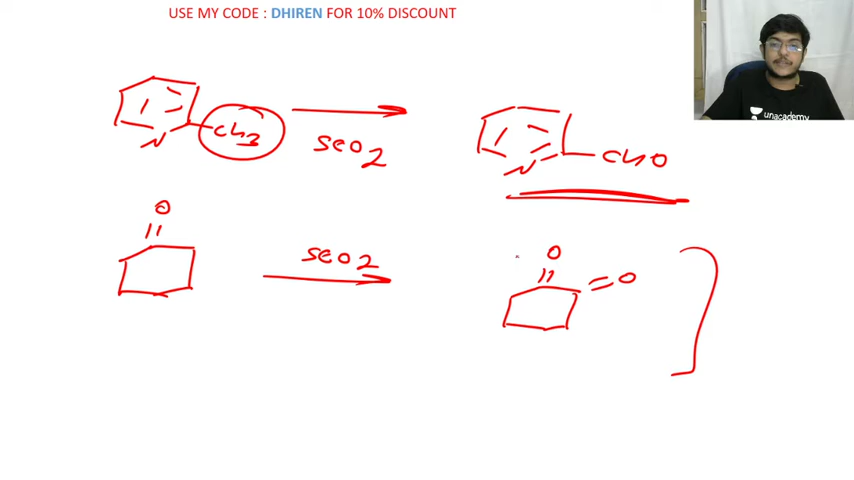 USE MY CODE : DHIREN FOR 10% DISCOUNT
unacademy
CH3
SeO2
N
CHO
N
O
SeO2
O
O